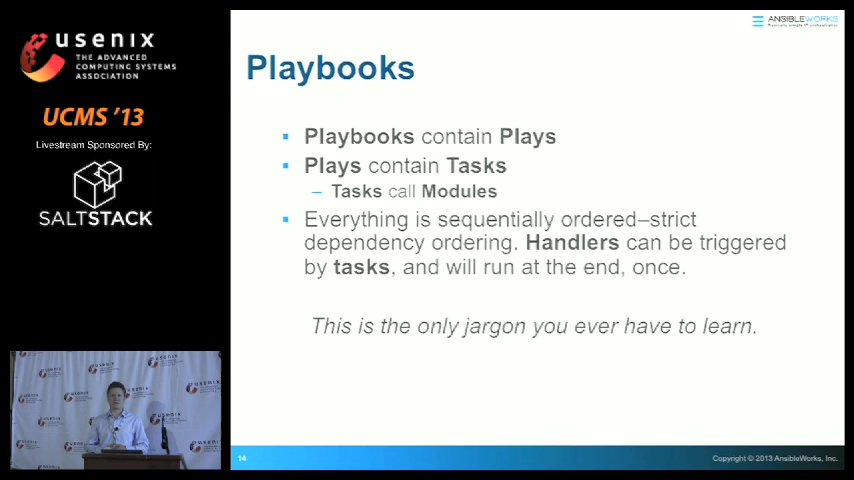 usenix
THE ADVANCED
COMPUTING SYSTEMS
ASSOCIATION
UCMS '13
Livestream Sponsored By:
SALTSTACK
ANSIBLEWORKS
Playbooks
▪ Playbooks contain Plays
▪ Plays contain Tasks
– Tasks call Modules
▪ Everything is sequentially ordered–strict
dependency ordering. Handlers can be triggered
by tasks, and will run at the end, once.
This is the only jargon you ever have to learn.
14
Copyright © 2013 AnsibleWorks, Inc.